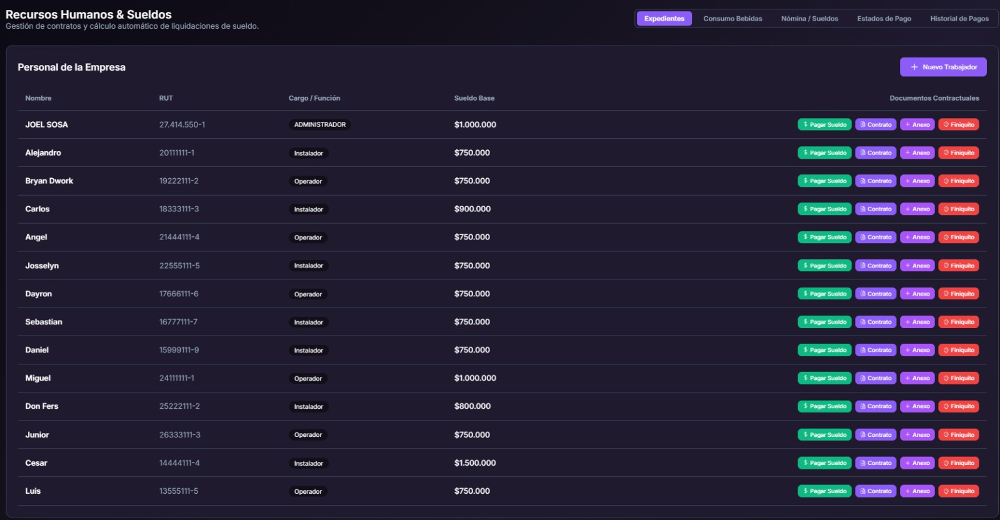 Recursos Humanos & Sueldos
Gestión de contratos y cálculo automático de liquidaciones de sueldo.
Expedientes Consumo Bebidas Nómina / Sueldos Estados de Pago Historial de Pagos
Personal de la Empresa
+ Nuevo Trabajador
Nombre RUT Cargo / Función Sueldo Base Documentos Contractuales
JOEL SOSA 27.414.550-1 ADMINISTRADOR $1.000.000 $ Pagar Sueldo Contrato + Anexo Finiquito
Alejandro 20111111-1 Instalador $750.000 $ Pagar Sueldo Contrato + Anexo Finiquito
Bryan Dwork 19222111-2 Operador $750.000 $ Pagar Sueldo Contrato + Anexo Finiquito
Carlos 18333111-3 Instalador $900.000 $ Pagar Sueldo Contrato + Anexo Finiquito
Angel 21444111-4 Operador $750.000 $ Pagar Sueldo Contrato + Anexo Finiquito
Josselyn 22555111-5 Instalador $750.000 $ Pagar Sueldo Contrato + Anexo Finiquito
Dayron 17666111-6 Operador $750.000 $ Pagar Sueldo Contrato + Anexo Finiquito
Sebastian 16777111-7 Instalador $750.000 $ Pagar Sueldo Contrato + Anexo Finiquito
Daniel 15999111-9 Instalador $750.000 $ Pagar Sueldo Contrato + Anexo Finiquito
Miguel 24111111-1 Operador $1.000.000 $ Pagar Sueldo Contrato + Anexo Finiquito
Don Fers 25222111-2 Instalador $800.000 $ Pagar Sueldo Contrato + Anexo Finiquito
Junior 26333111-3 Operador $750.000 $ Pagar Sueldo Contrato + Anexo Finiquito
Cesar 14444111-4 Instalador $1.500.000 $ Pagar Sueldo Contrato + Anexo Finiquito
Luis 13555111-5 Operador $750.000 $ Pagar Sueldo Contrato + Anexo Finiquito